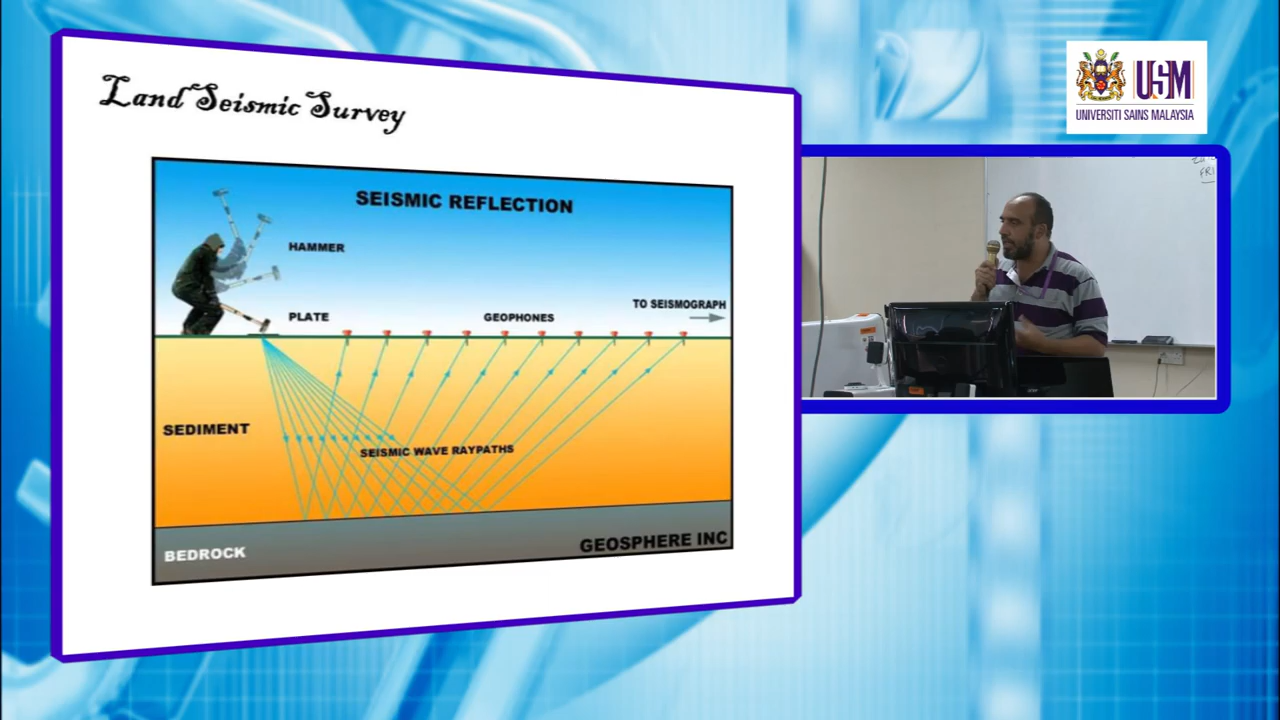 Land Seismic Survey
SEISMIC REFLECTION
HAMMER
PLATE
GEOPHONES
TO SEISMOGRAPH
SEDIMENT
SEISMIC WAVE RAYPATHS
BEDROCK
GEOSPHERE INC
USM
UNIVERSITI SAINS MALAYSIA
FRI